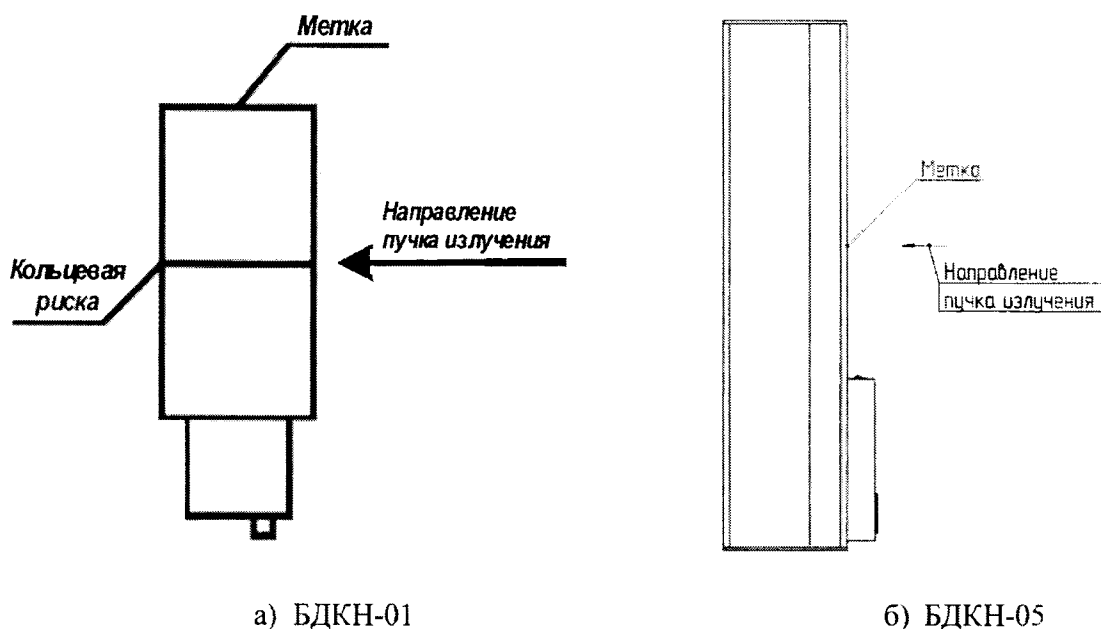 Метка
Направление
пучка излучения
Кольцевая
риска
Метка
Направление
пучка излучения
а) БДКН-01
б) БДКН-05